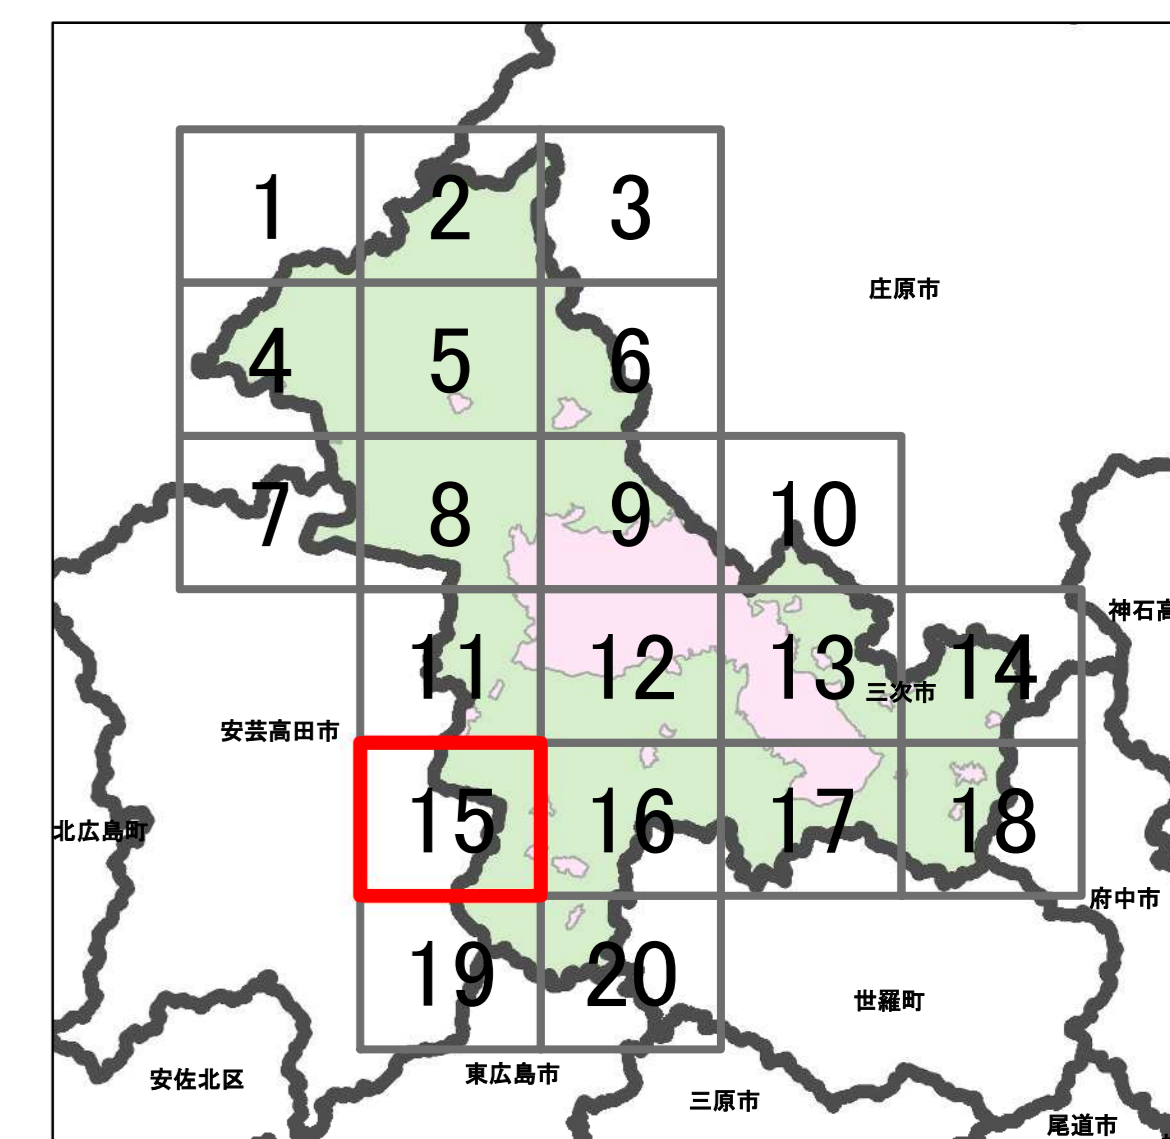 1 2 3
庄原市
4 5 6
7 8 9 10
神石高
11 12 13 14
三次市
安芸高田市
15 16 17 18
北広島町
府中市
19 20
世羅町
東広島市
安佐北区
三原市
尾道市